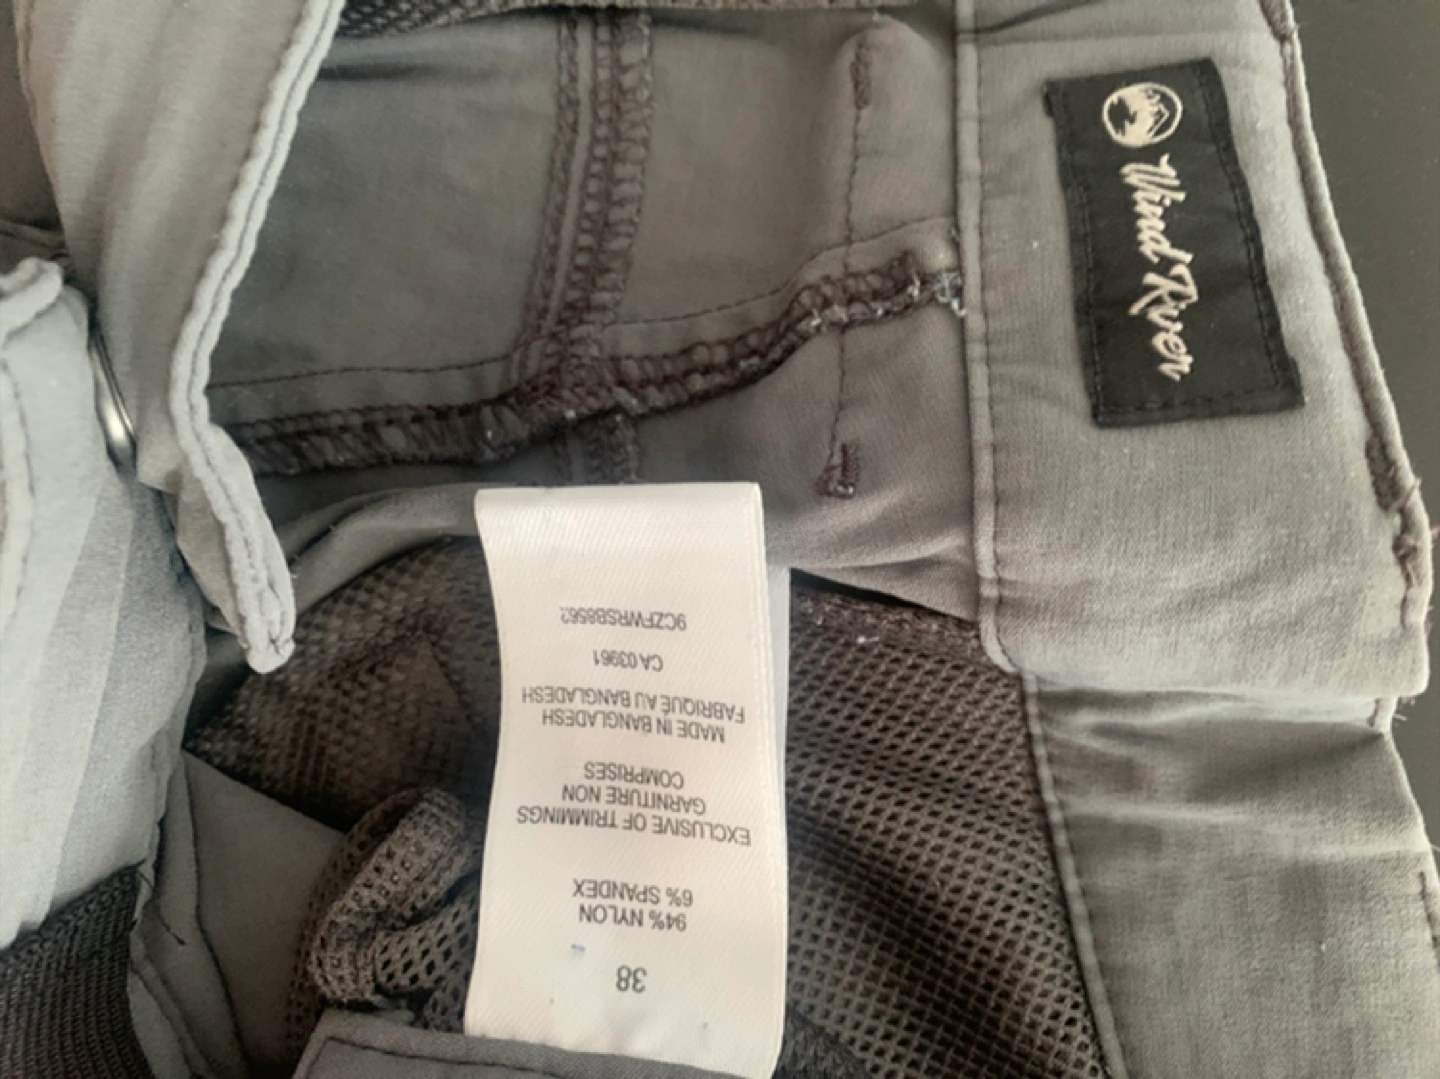 Wind River
38
94% NYLON
6% SPANDEX
EXCLUSIVE OF TRIMMINGS
GARNITURE NON
COMPRISES
MADE IN BANGLADESH
FABRIQUÉ AU BANGLADESH
CA 03961
9CZFWRSB8562